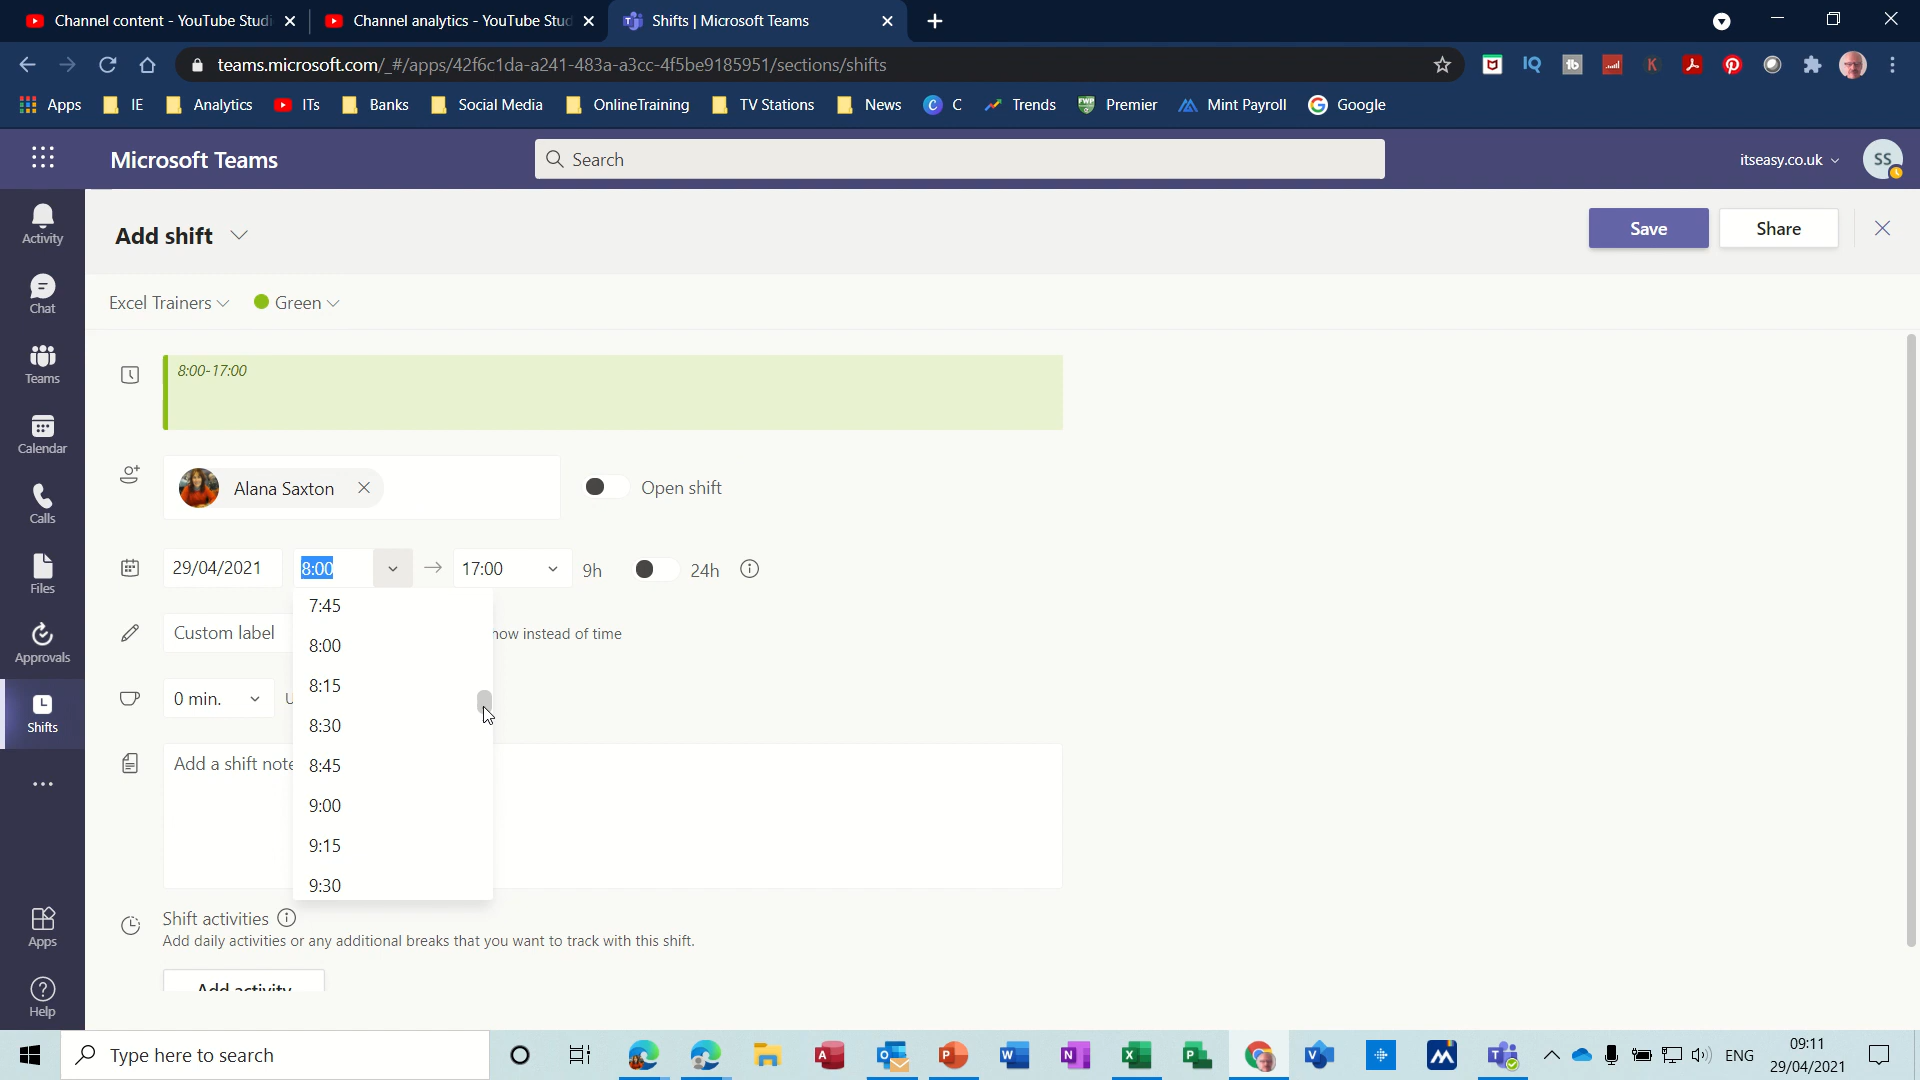 Channel content - YouTube Studi
Channel analytics - YouTube Stud
Shifts | Microsoft Teams
teams.microsoft.com/_#/apps/42f6c1da-a241-483a-a3cc-4f5be9185951/sections/shifts
Apps IE Analytics ITs Banks Social Media OnlineTraining TV Stations News C Trends Premier Mint Payroll Google
Microsoft Teams
Search
itseasy.co.uk
SS
Activity
Chat
Teams
Calendar
Calls
Files
Approvals
Shifts
Apps
Help
Add shift
Save
Share
Excel Trainers
Green
8:00-17:00
Alana Saxton
Open shift
29/04/2021 8:00 17:00 9h 24h
Custom label
how instead of time
0 min.
Add a shift note
7:45
8:00
8:15
8:30
8:45
9:00
9:15
9:30
Shift activities
Add daily activities or any additional breaks that you want to track with this shift.
Add activity
Type here to search
ENG
09:11
29/04/2021